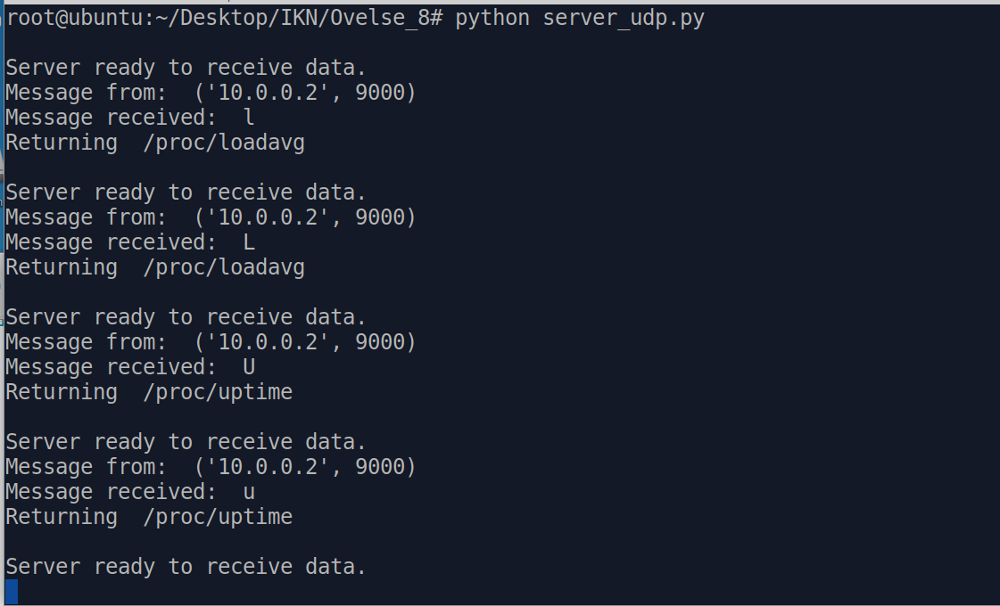 root@ubuntu:~/Desktop/IKN/Ovelse_8# python server_udp.py
Server ready to receive data.
Message from:  ('10.0.0.2', 9000)
Message received:  l
Returning  /proc/loadavg
Server ready to receive data.
Message from:  ('10.0.0.2', 9000)
Message received:  L
Returning  /proc/loadavg
Server ready to receive data.
Message from:  ('10.0.0.2', 9000)
Message received:  U
Returning  /proc/uptime
Server ready to receive data.
Message from:  ('10.0.0.2', 9000)
Message received:  u
Returning  /proc/uptime
Server ready to receive data.